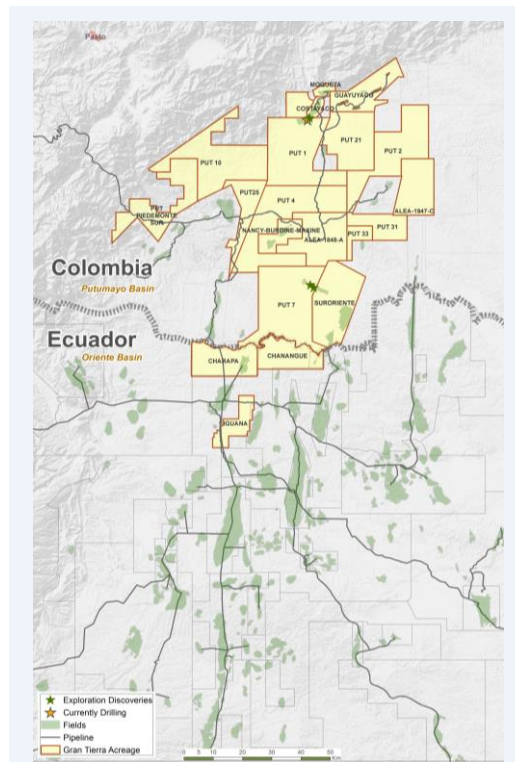 Pasto
MOQUETA
GUAYUYACO
COSTAYACO
PUT 1
PUT 21
PUT 2
PUT 10
PUT25
PUT 4
PUT
PIEDEMONTE
SUR
ALEA-1947-C
NANCY-BURDINE-MAXINE
ALEA-1848-A
PUT 33
PUT 31
Colombia
Putumayo Basin
PUT 7
SURORIENTE
Ecuador
Oriente Basin
CHARAPA
CHANANGUE
IGUANA
Exploration Discoveries
Currently Drilling
Fields
Pipeline
Gran Tierra Acreage
0 5 10 20 30 40 50
Km